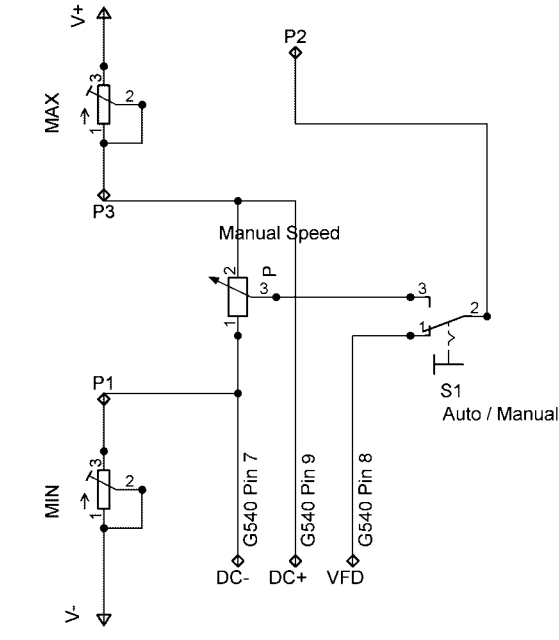 V+
P2
3
2
MAX
1
P3
Manual Speed
2
P
3
1
3
2
1
S1
Auto / Manual
P1
3
2
MIN
1
G540 Pin 7
G540 Pin 9
G540 Pin 8
DC-
DC+
VFD
V-